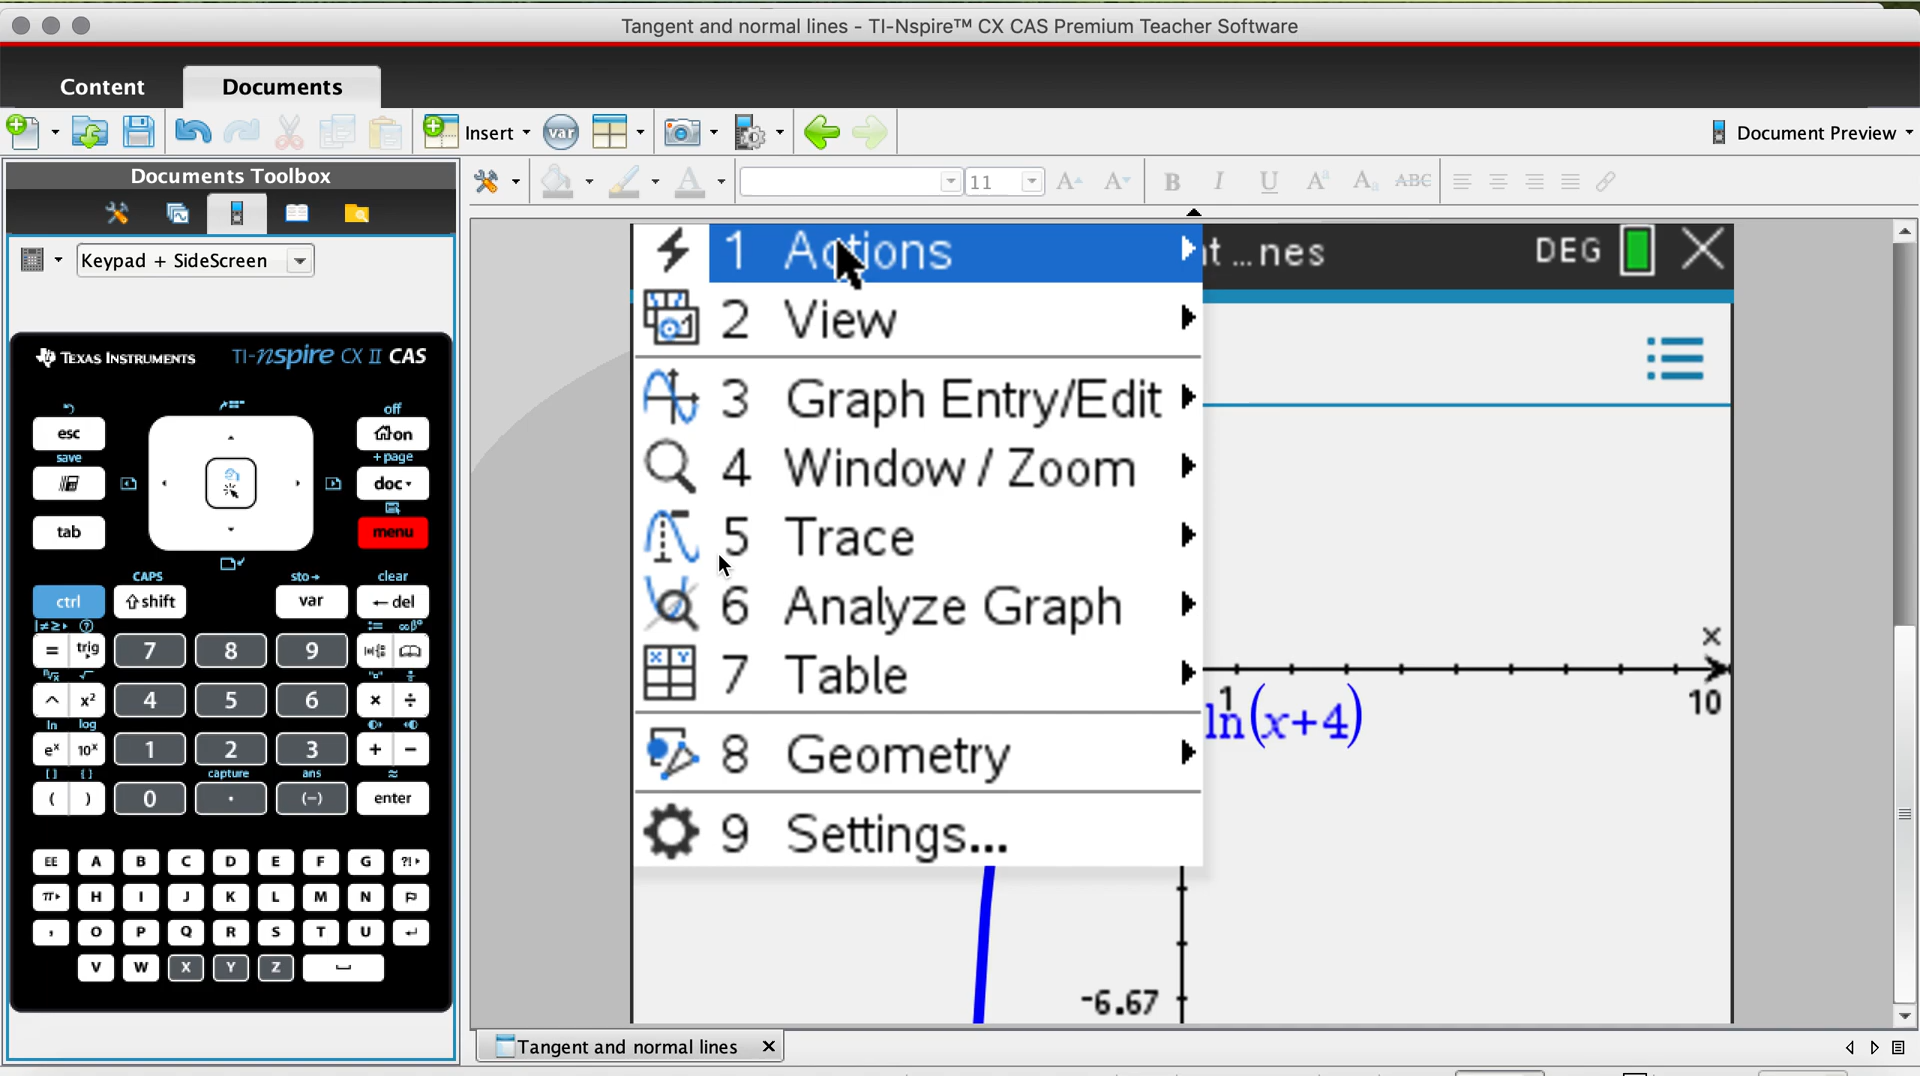 Tangent and normal lines - TI-Nspire™ CX CAS Premium Teacher Software
Content
Documents
Insert
var
Document Preview
Documents Toolbox
11
B I U A A ABC
Keypad + SideScreen
TEXAS INSTRUMENTS TI-nspire CX II CAS
off
esc
on
save
+ page
doc
tab
menu
CAPS
sto→
clear
ctrl
shift
var
← del
= trig 7 8 9
^ x² 4 5 6 × ÷
ln log
eˣ 10ˣ 1 2 3 + −
[ ] { } capture ans ≈
( ) 0 . (−) enter
EE A B C D E F G ?!
π H I J K L M N
, O P Q R S T U
V W X Y Z
1 Actions
2 View
3 Graph Entry/Edit
4 Window / Zoom
5 Trace
6 Analyze Graph
7 Table
8 Geometry
9 Settings...
t ...nes
DEG
x
1
10
ln(x+4)
-6.67
Tangent and normal lines